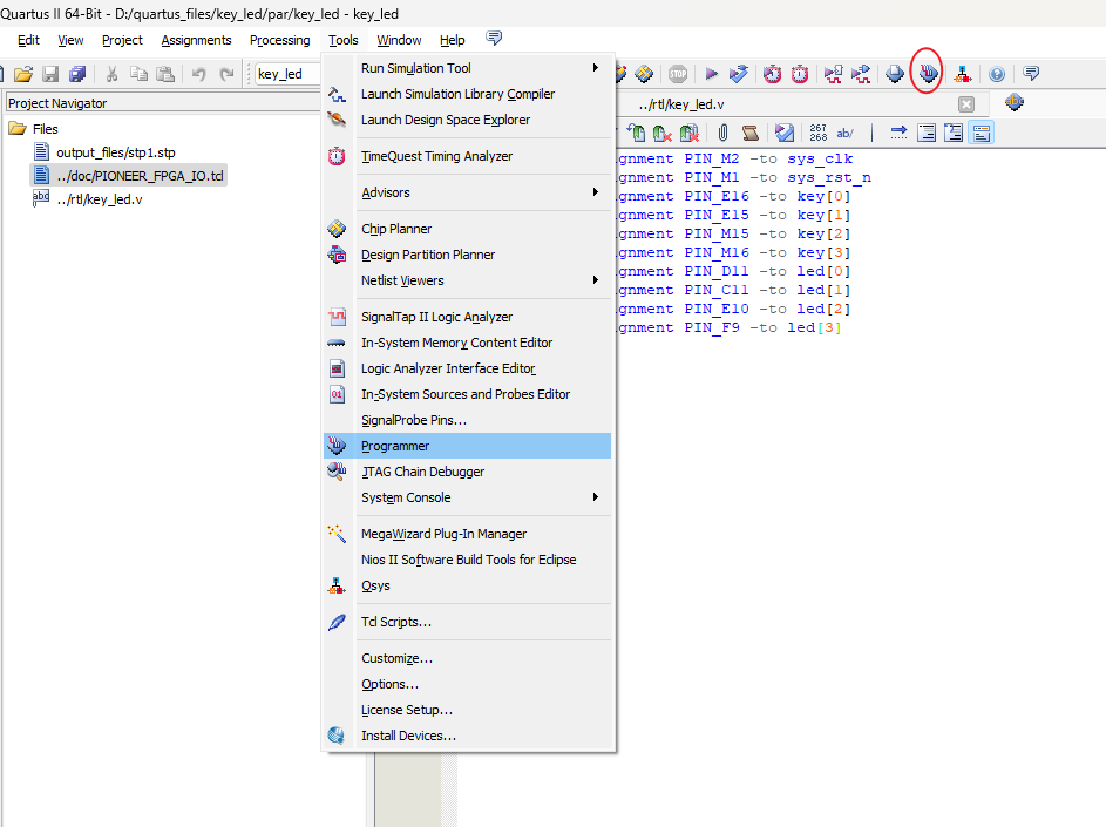 Quartus II 64-Bit - D:/quartus_files/key_led/par/key_led - key_led
Edit View Project Assignments Processing Tools Window Help
key_led
Project Navigator
Files
output_files/stp1.stp
../doc/PIONEER_FPGA_IO.tcl
../rtl/key_led.v
Run Simulation Tool
Launch Simulation Library Compiler
Launch Design Space Explorer
TimeQuest Timing Analyzer
Advisors
Chip Planner
Design Partition Planner
Netlist Viewers
SignalTap II Logic Analyzer
In-System Memory Content Editor
Logic Analyzer Interface Editor
In-System Sources and Probes Editor
SignalProbe Pins...
Programmer
JTAG Chain Debugger
System Console
MegaWizard Plug-In Manager
Nios II Software Build Tools for Eclipse
Qsys
Tcl Scripts...
Customize...
Options...
License Setup...
Install Devices...
STOP
../rtl/key_led.v
267
268 ab/
gnment PIN_M2 -to sys_clk
gnment PIN_M1 -to sys_rst_n
gnment PIN_E16 -to key[0]
gnment PIN_E15 -to key[1]
gnment PIN_M15 -to key[2]
gnment PIN_M16 -to key[3]
gnment PIN_D11 -to led[0]
gnment PIN_C11 -to led[1]
gnment PIN_E10 -to led[2]
gnment PIN_F9 -to led[3]